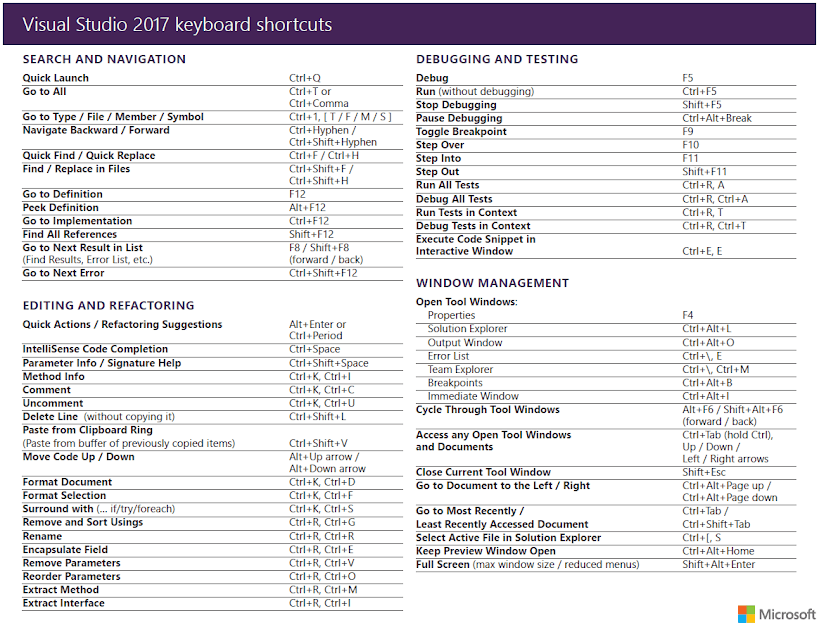 Visual Studio 2017 keyboard shortcuts
SEARCH AND NAVIGATION
Quick Launch Ctrl+Q
Go to All Ctrl+T or
Ctrl+Comma
Go to Type / File / Member / Symbol Ctrl+1, [ T / F / M / S ]
Navigate Backward / Forward Ctrl+Hyphen /
Ctrl+Shift+Hyphen
Quick Find / Quick Replace Ctrl+F / Ctrl+H
Find / Replace in Files Ctrl+Shift+F /
Ctrl+Shift+H
Go to Definition F12
Peek Definition Alt+F12
Go to Implementation Ctrl+F12
Find All References Shift+F12
Go to Next Result in List F8 / Shift+F8
(Find Results, Error List, etc.) (forward / back)
Go to Next Error Ctrl+Shift+F12
EDITING AND REFACTORING
Quick Actions / Refactoring Suggestions Alt+Enter or
Ctrl+Period
IntelliSense Code Completion Ctrl+Space
Parameter Info / Signature Help Ctrl+Shift+Space
Method Info Ctrl+K, Ctrl+I
Comment Ctrl+K, Ctrl+C
Uncomment Ctrl+K, Ctrl+U
Delete Line (without copying it) Ctrl+Shift+L
Paste from Clipboard Ring
(Paste from buffer of previously copied items) Ctrl+Shift+V
Move Code Up / Down Alt+Up arrow /
Alt+Down arrow
Format Document Ctrl+K, Ctrl+D
Format Selection Ctrl+K, Ctrl+F
Surround with (... if/try/foreach) Ctrl+K, Ctrl+S
Remove and Sort Usings Ctrl+R, Ctrl+G
Rename Ctrl+R, Ctrl+R
Encapsulate Field Ctrl+R, Ctrl+E
Remove Parameters Ctrl+R, Ctrl+V
Reorder Parameters Ctrl+R, Ctrl+O
Extract Method Ctrl+R, Ctrl+M
Extract Interface Ctrl+R, Ctrl+I
DEBUGGING AND TESTING
Debug F5
Run (without debugging) Ctrl+F5
Stop Debugging Shift+F5
Pause Debugging Ctrl+Alt+Break
Toggle Breakpoint F9
Step Over F10
Step Into F11
Step Out Shift+F11
Run All Tests Ctrl+R, A
Debug All Tests Ctrl+R, Ctrl+A
Run Tests in Context Ctrl+R, T
Debug Tests in Context Ctrl+R, Ctrl+T
Execute Code Snippet in
Interactive Window Ctrl+E, E
WINDOW MANAGEMENT
Open Tool Windows:
Properties F4
Solution Explorer Ctrl+Alt+L
Output Window Ctrl+Alt+O
Error List Ctrl+\, E
Team Explorer Ctrl+\, Ctrl+M
Breakpoints Ctrl+Alt+B
Immediate Window Ctrl+Alt+I
Cycle Through Tool Windows Alt+F6 / Shift+Alt+F6
(forward / back)
Access any Open Tool Windows Ctrl+Tab (hold Ctrl),
and Documents Up / Down /
Left / Right arrows
Close Current Tool Window Shift+Esc
Go to Document to the Left / Right Ctrl+Alt+Page up /
Ctrl+Alt+Page down
Go to Most Recently / Ctrl+Tab /
Least Recently Accessed Document Ctrl+Shift+Tab
Select Active File in Solution Explorer Ctrl+[, S
Keep Preview Window Open Ctrl+Alt+Home
Full Screen (max window size / reduced menus) Shift+Alt+Enter
Microsoft